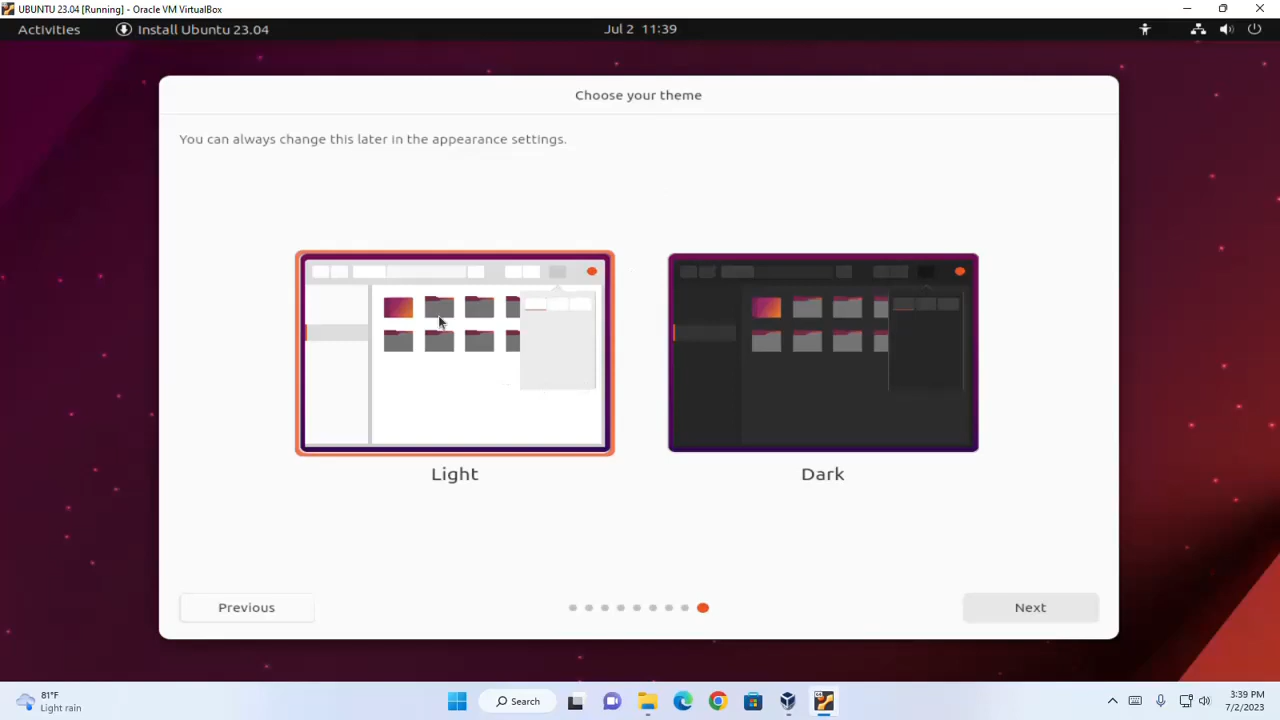 UBUNTU 23.04 [Running] - Oracle VM VirtualBox
Activities Install Ubuntu 23.04 Jul 2 11:39
Choose your theme
You can always change this later in the appearance settings.
Light Dark
Previous Next
81°F
Light rain
Search
3:39 PM
7/2/2023